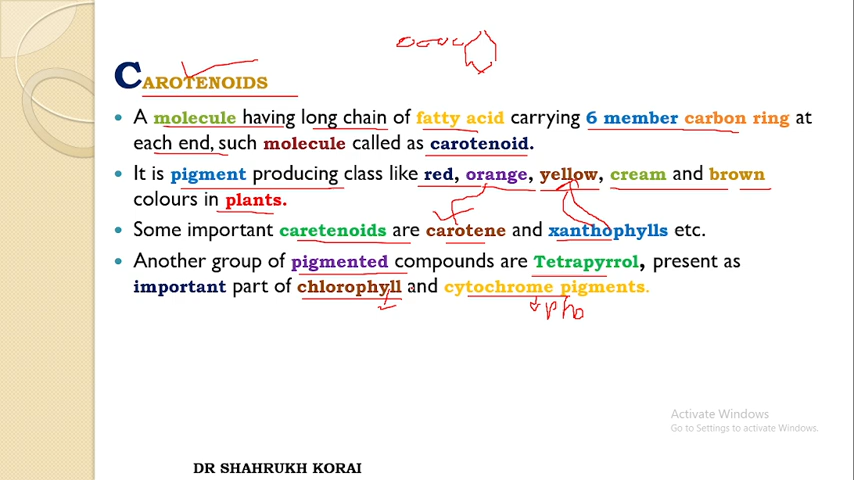 CAROTENOIDS
• A molecule having long chain of fatty acid carrying 6 member carbon ring at
each end, such molecule called as carotenoid.
• It is pigment producing class like red, orange, yellow, cream and brown
colours in plants.
• Some important caretenoids are carotene and xanthophylls etc.
• Another group of pigmented compounds are Tetrapyrrol, present as
important part of chlorophyll and cytochrome pigments.
pho
Activate Windows
Go to Settings to activate Windows.
DR SHAHRUKH KORAI